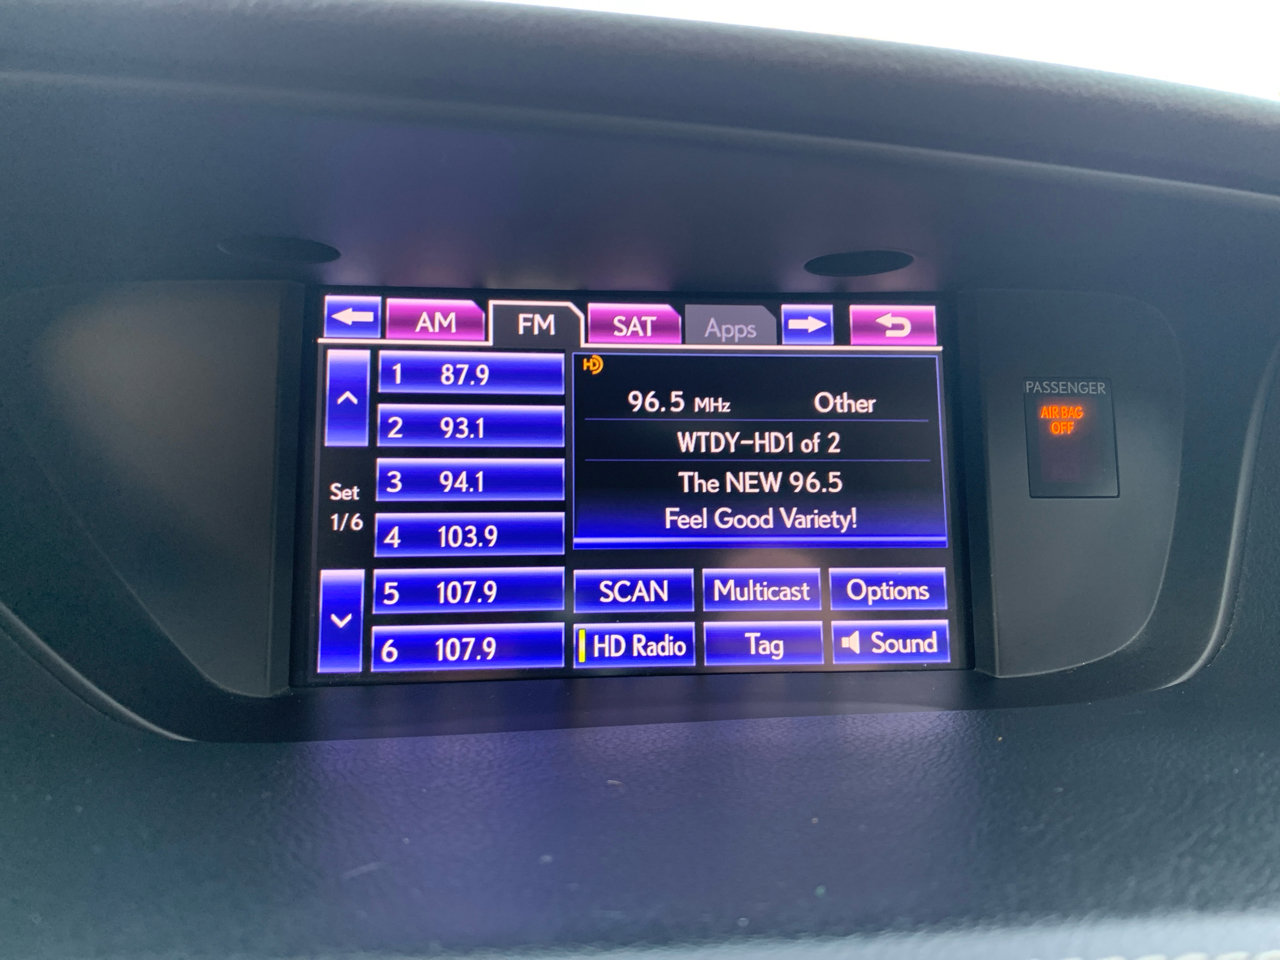 AM FM SAT Apps
1 87.9
2 93.1
3 94.1
4 103.9
5 107.9
6 107.9
Set
1/6
HD
96.5 MHz Other
WTDY-HD1 of 2
The NEW 96.5
Feel Good Variety!
SCAN Multicast Options
HD Radio Tag Sound
PASSENGER
AIRBAG
OFF